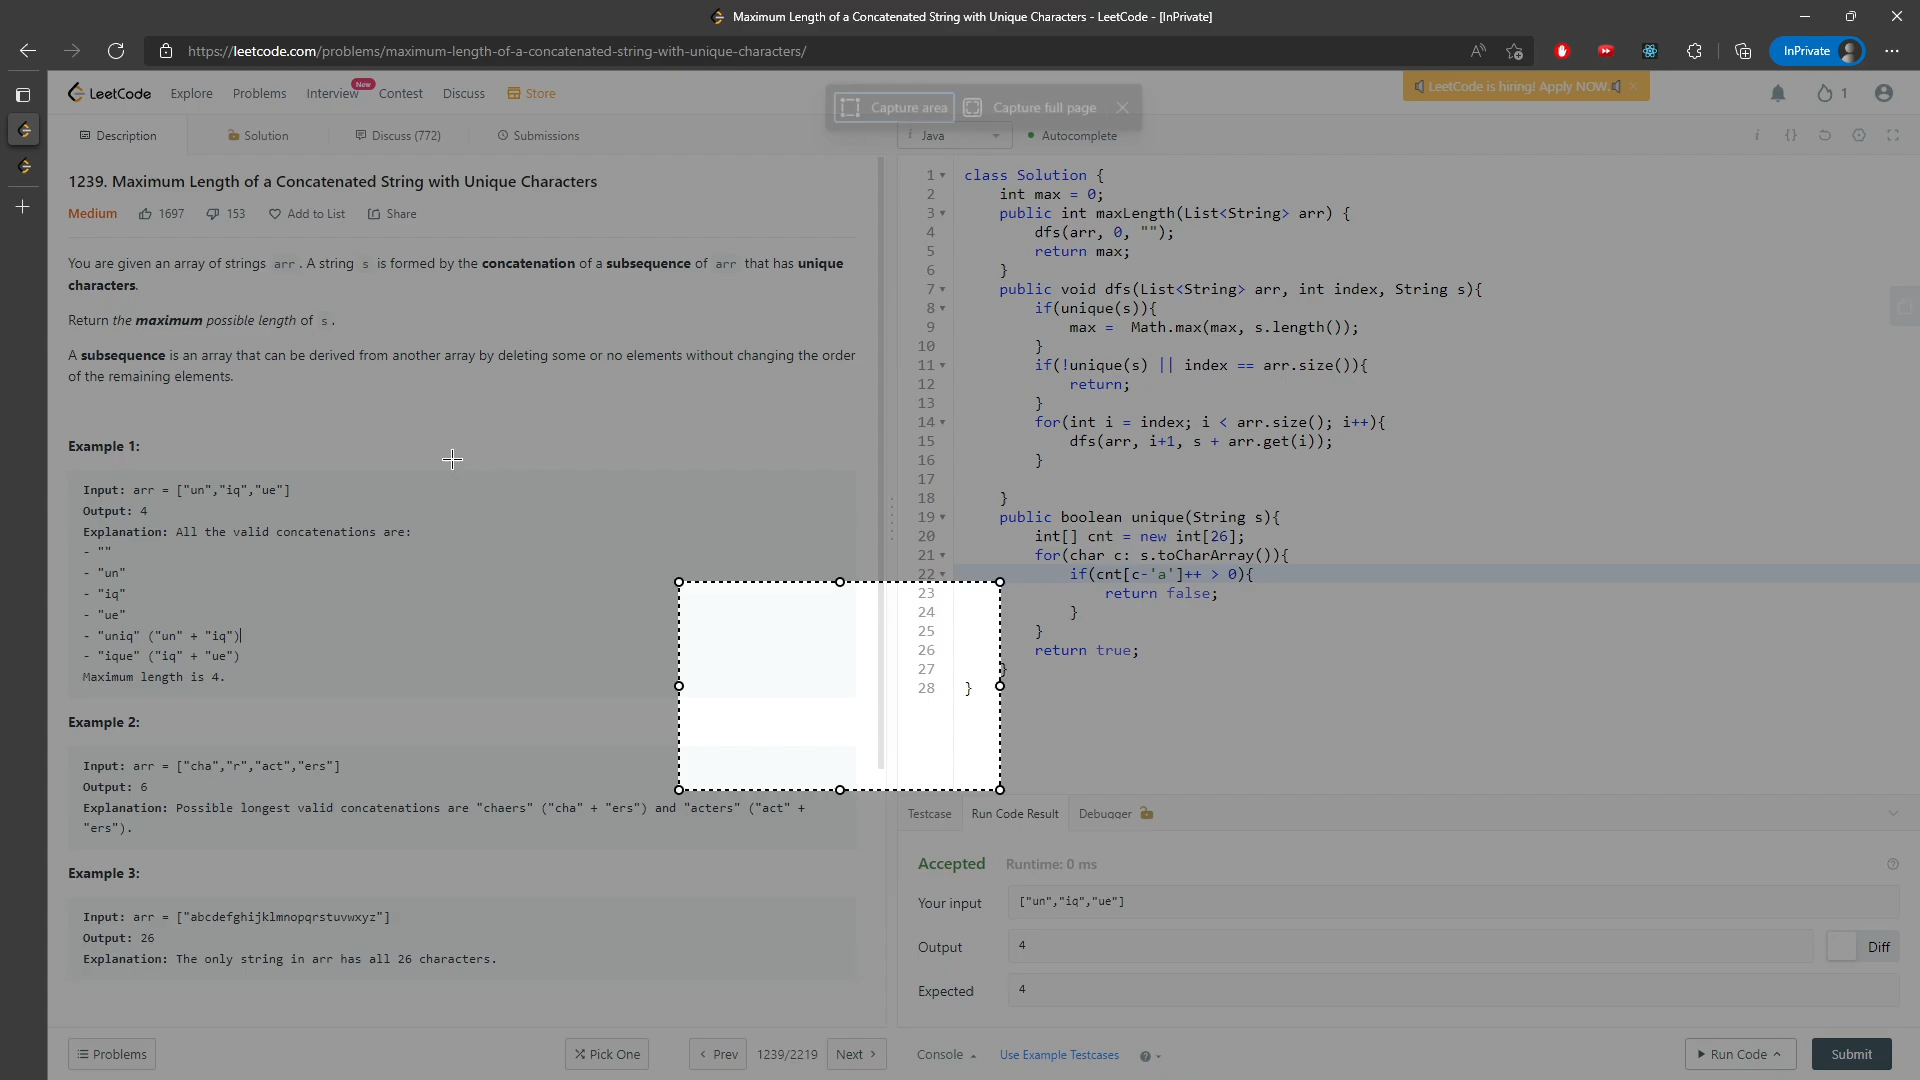 Maximum Length of a Concatenated String with Unique Characters - LeetCode - [InPrivate]
https://leetcode.com/problems/maximum-length-of-a-concatenated-string-with-unique-characters/
InPrivate
LeetCode
Explore
Problems
Interview
New
Contest
Discuss
Store
Capture area
Capture full page
LeetCode is hiring! Apply NOW.
1
Description
Solution
Discuss (772)
Submissions
1239. Maximum Length of a Concatenated String with Unique Characters
Medium
1697
153
Add to List
Share
You are given an array of strings arr. A string s is formed by the concatenation of a subsequence of arr that has unique
characters.
Return the maximum possible length of s.
A subsequence is an array that can be derived from another array by deleting some or no elements without changing the order
of the remaining elements.
Example 1:
Input: arr = ["un","iq","ue"]
Output: 4
Explanation: All the valid concatenations are:
- ""
- "un"
- "iq"
- "ue"
- "uniq" ("un" + "iq")
- "ique" ("iq" + "ue")
Maximum length is 4.
Example 2:
Input: arr = ["cha","r","act","ers"]
Output: 6
Explanation: Possible longest valid concatenations are "chaers" ("cha" + "ers") and "acters" ("act" +
"ers").
Example 3:
Input: arr = ["abcdefghijklmnopqrstuvwxyz"]
Output: 26
Explanation: The only string in arr has all 26 characters.
Problems
Pick One
Prev
1239/2219
Next
i Java
Autocomplete
i
{}
1 class Solution {
2 int max = 0;
3 public int maxLength(List<String> arr) {
4 dfs(arr, 0, "");
5 return max;
6 }
7 public void dfs(List<String> arr, int index, String s){
8 if(unique(s)){
9 max =  Math.max(max, s.length());
10 }
11 if(!unique(s) || index == arr.size()){
12 return;
13 }
14 for(int i = index; i < arr.size(); i++){
15 dfs(arr, i+1, s + arr.get(i));
16 }
17
18 }
19 public boolean unique(String s){
20 int[] cnt = new int[26];
21 for(char c: s.toCharArray()){
22 if(cnt[c-'a']++ > 0){
23 return false;
24 }
25 }
26 return true;
27 }
28 }
Testcase
Run Code Result
Debugger
Accepted
Runtime: 0 ms
Your input
["un","iq","ue"]
Output
4
Diff
Expected
4
Console
Use Example Testcases
Run Code
Submit